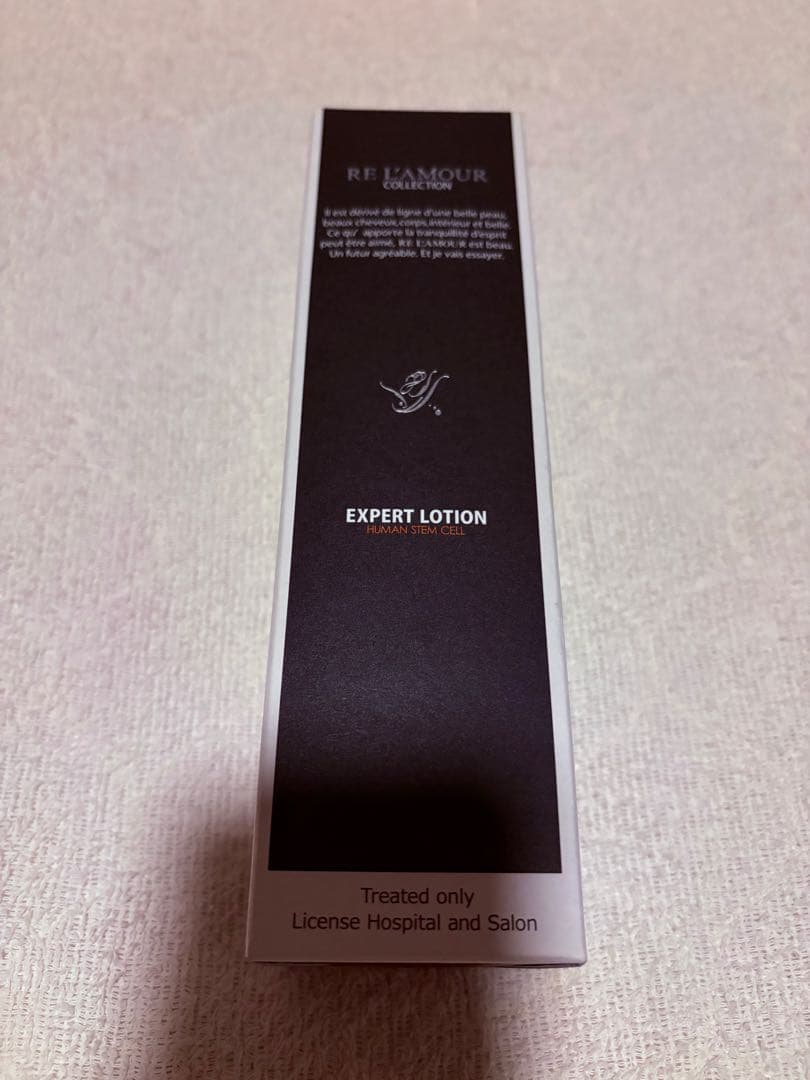 RE L'AMOUR
COLLECTION
Il est dérivé de ligne d'une belle peau,
beaux cheveux,corps,intérieur et belle.
Ce qu' apporte la tranquillité d'esprit
peut être aimé, RE L'AMOUR est beau.
Un futur agréable. Et je vais essayer.
EXPERT LOTION
HUMAN STEM CELL
Treated only
License Hospital and Salon